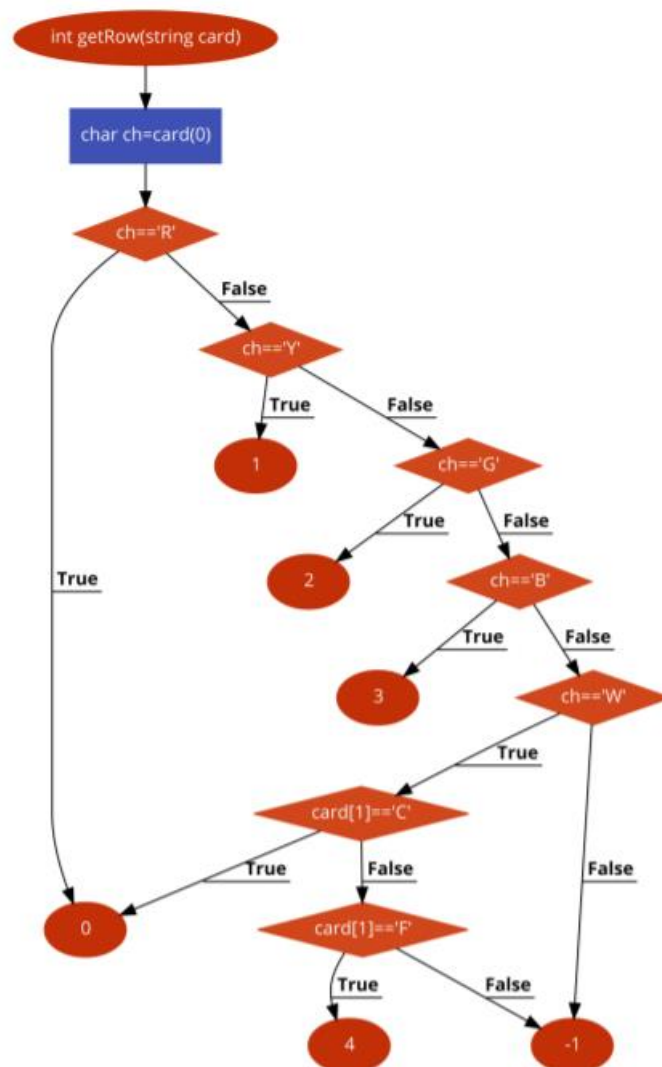 int getRow(string card)
char ch=card(0)
ch=='R'
False
ch=='Y'
True
False
1
ch=='G'
True
False
2
ch=='B'
True
True
False
3
ch=='W'
True
card[1]=='C'
True
False
False
0
card[1]=='F'
True
False
4
-1